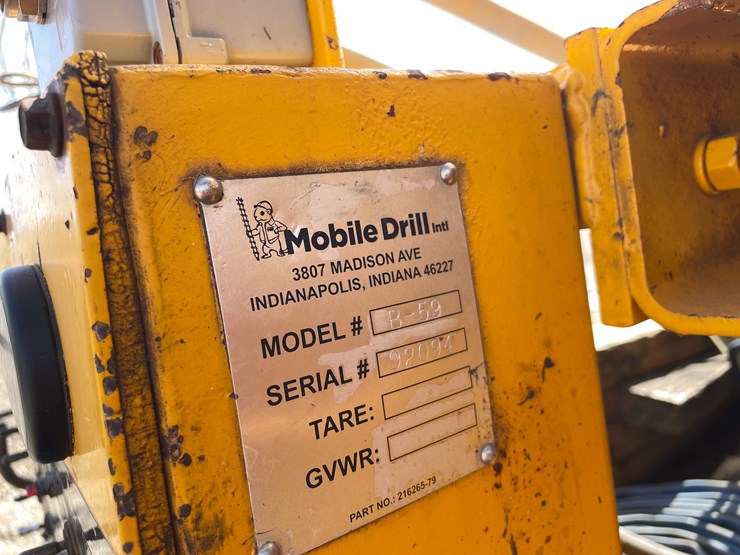 Mobile Drill Intl
3807 MADISON AVE
INDIANAPOLIS, INDIANA 46227
MODEL # B-59
SERIAL # 92094
TARE:
GVWR:
PART NO.: 216265-79